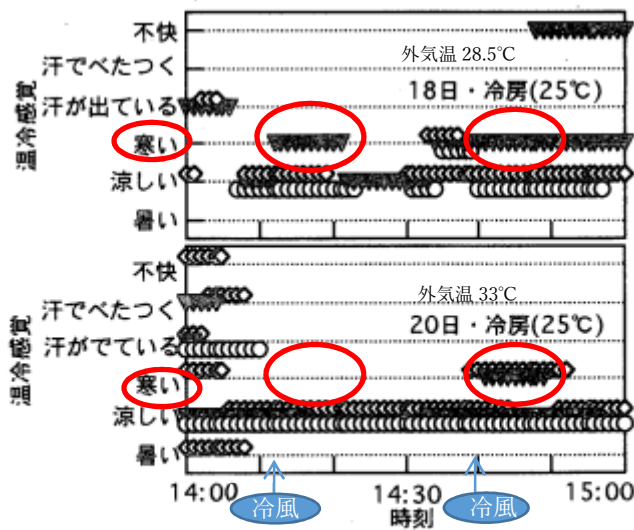 温冷感覚
不快
汗でべたつく
汗が出ている
寒い
涼しい
暑い
外気温 28.5℃
18日・冷房(25℃)
温冷感覚
不快
汗でべたつく
汗がでている
寒い
涼しい
暑い
外気温 33℃
20日・冷房(25℃)
14:00
14:30
15:00
冷風
冷風
時刻